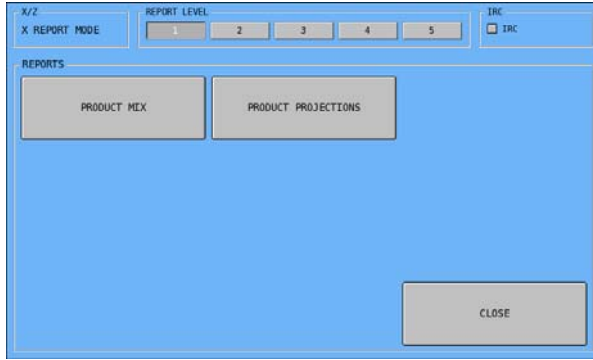 X/Z
REPORT LEVEL
IRC
X REPORT MODE
1 2 3 4 5
IRC
REPORTS
PRODUCT MIX
PRODUCT PROJECTIONS
CLOSE